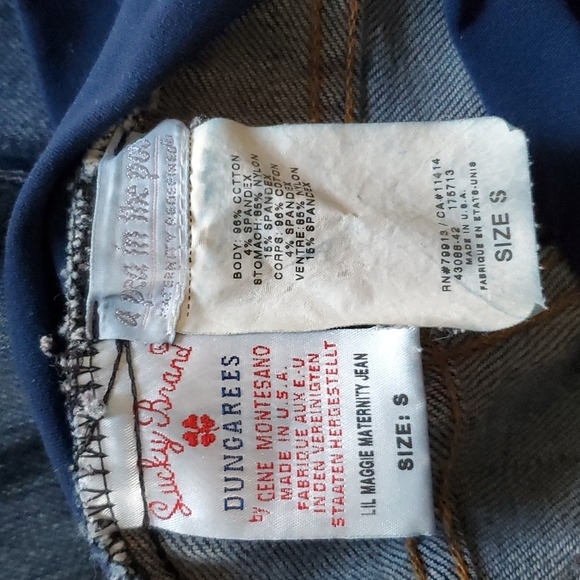 a pea in the pod
MATERNITY REDEFINED
BODY: 96% COTTON
4% SPANDEX
STOMACH: 85% NYLON
15% SPANDEX
CORPS: 96% COTON
4% SPANDEX
VENTRE: 85% NYLON
15% SPANDEX
RN#79913 / CA#11414
43088-42 175713
MADE IN U.S.A.
FABRIQUE EN ETATS-UNIS
SIZE S
Lucky Brand
DUNGAREES
by GENE MONTESANO
MADE IN U.S.A.
FABRIQUE AUX E.U
IN DEN VEREINIGTEN
STAATEN HERGESTELLT
LIL MAGGIE MATERNITY JEAN
SIZE: S